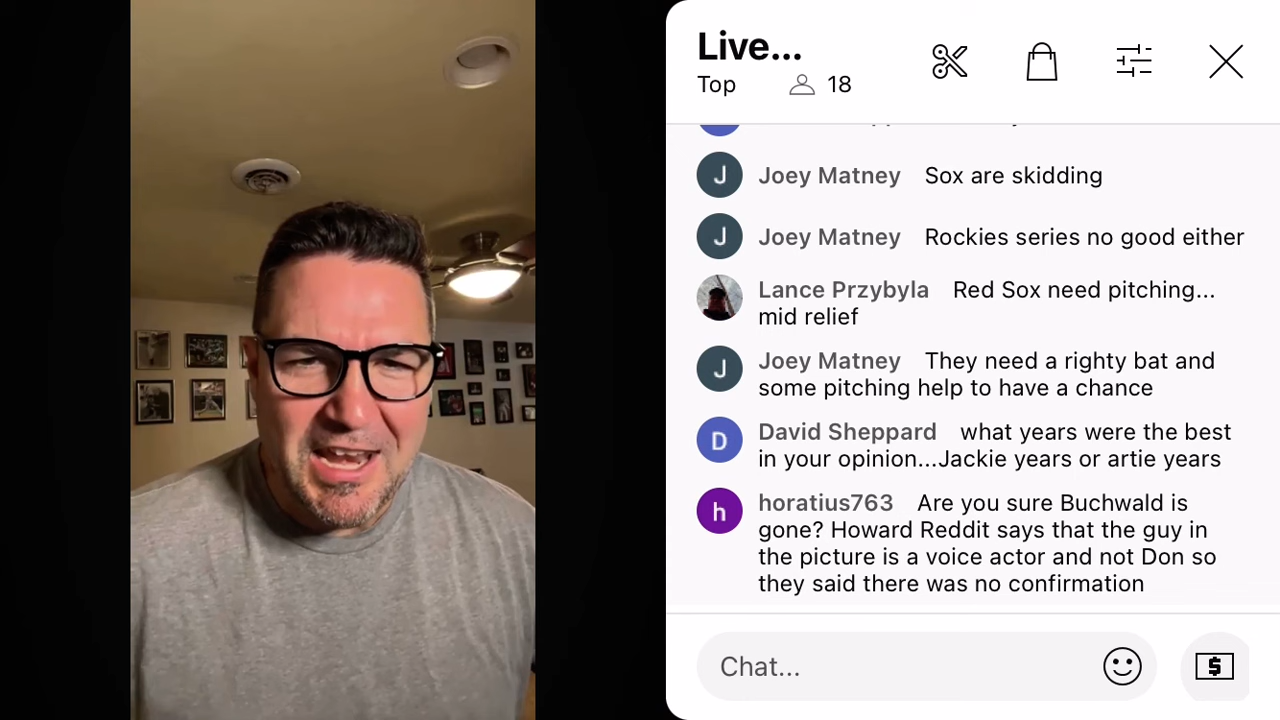 Live...
Top 18
J Joey Matney Sox are skidding
J Joey Matney Rockies series no good either
Lance Przybyla Red Sox need pitching...
mid relief
J Joey Matney They need a righty bat and
some pitching help to have a chance
D David Sheppard what years were the best
in your opinion...Jackie years or artie years
h horatius763 Are you sure Buchwald is
gone? Howard Reddit says that the guy in
the picture is a voice actor and not Don so
they said there was no confirmation
Chat...
$